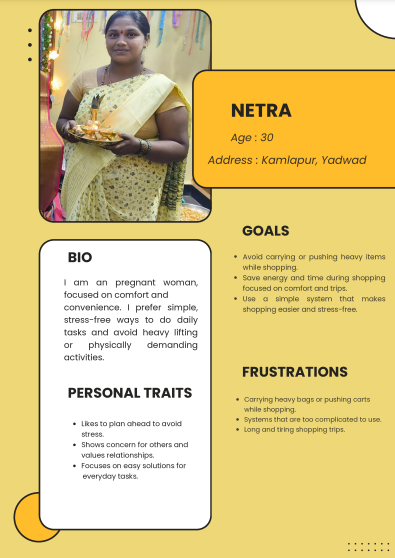 NETRA
Age : 30
Address : Kamlapur, Yadwad
BIO
I am an pregnant woman,
focused on comfort and
convenience. I prefer simple,
stress-free ways to do daily
tasks and avoid heavy lifting
or physically demanding
activities.
PERSONAL TRAITS
• Likes to plan ahead to avoid
stress.
• Shows concern for others and
values relationships.
• Focuses on easy solutions for
everyday tasks.
GOALS
• Avoid carrying or pushing heavy items
while shopping.
• Save energy and time during shopping
focused on comfort and trips.
• Use a simple system that makes
shopping easier and stress-free.
FRUSTRATIONS
• Carrying heavy bags or pushing carts
while shopping.
• Systems that are too complicated to use.
• Long and tiring shopping trips.